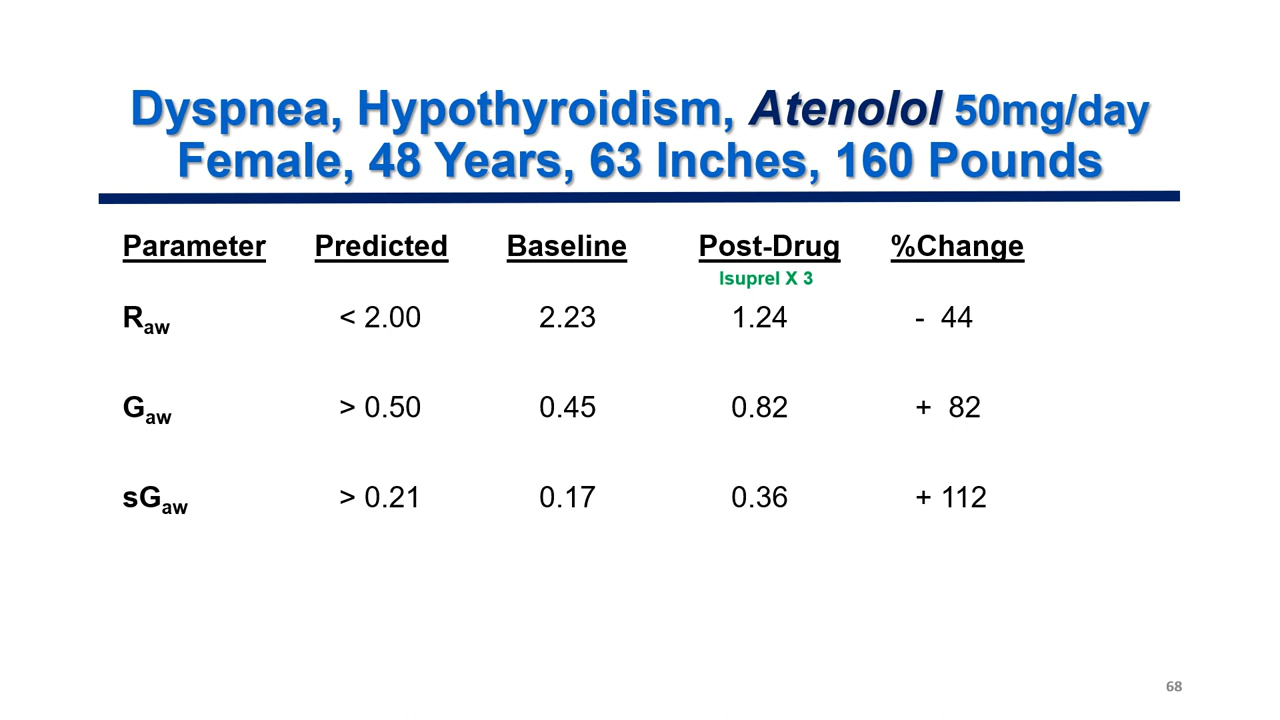 Dyspnea, Hypothyroidism, Atenolol 50mg/day
Female, 48 Years, 63 Inches, 160 Pounds
Parameter Predicted Baseline Post-Drug %Change
Isuprel X 3
Raw < 2.00 2.23 1.24 - 44
Gaw > 0.50 0.45 0.82 + 82
sGaw > 0.21 0.17 0.36 + 112
68